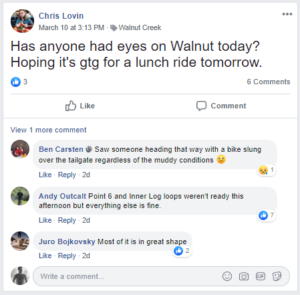 Chris Lovin
March 10 at 3:13 PM · Walnut Creek
Has anyone had eyes on Walnut today?
Hoping it's gtg for a lunch ride tomorrow.
3
6 Comments
Like
Comment
View 1 more comment
Ben Carsten Saw someone heading that way with a bike slung
over the tailgate regardless of the muddy conditions
1
Like · Reply · 2d
Andy Outcalt Point 6 and Inner Log loops weren't ready this
afternoon but everything else is fine.
7
Like · Reply · 2d
Juro Bojkovsky Most of it is in great shape
2
Like · Reply · 2d
Write a comment...
GIF